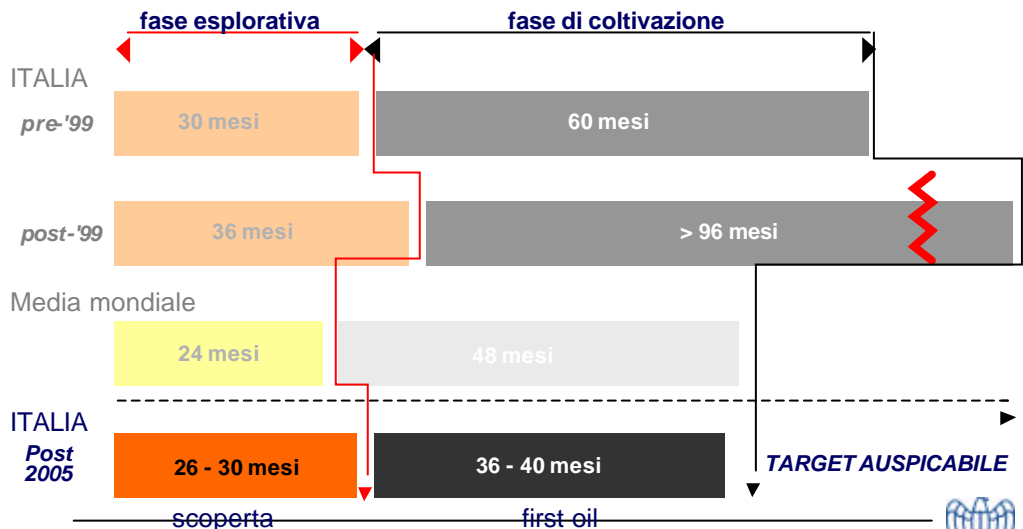 fase esplorativa
fase di coltivazione
ITALIA
pre-'99
30 mesi
60 mesi
post-'99
36 mesi
> 96 mesi
Media mondiale
24 mesi
48 mesi
ITALIA
Post
2005
26 - 30 mesi
36 - 40 mesi
TARGET AUSPICABILE
scoperta
first oil